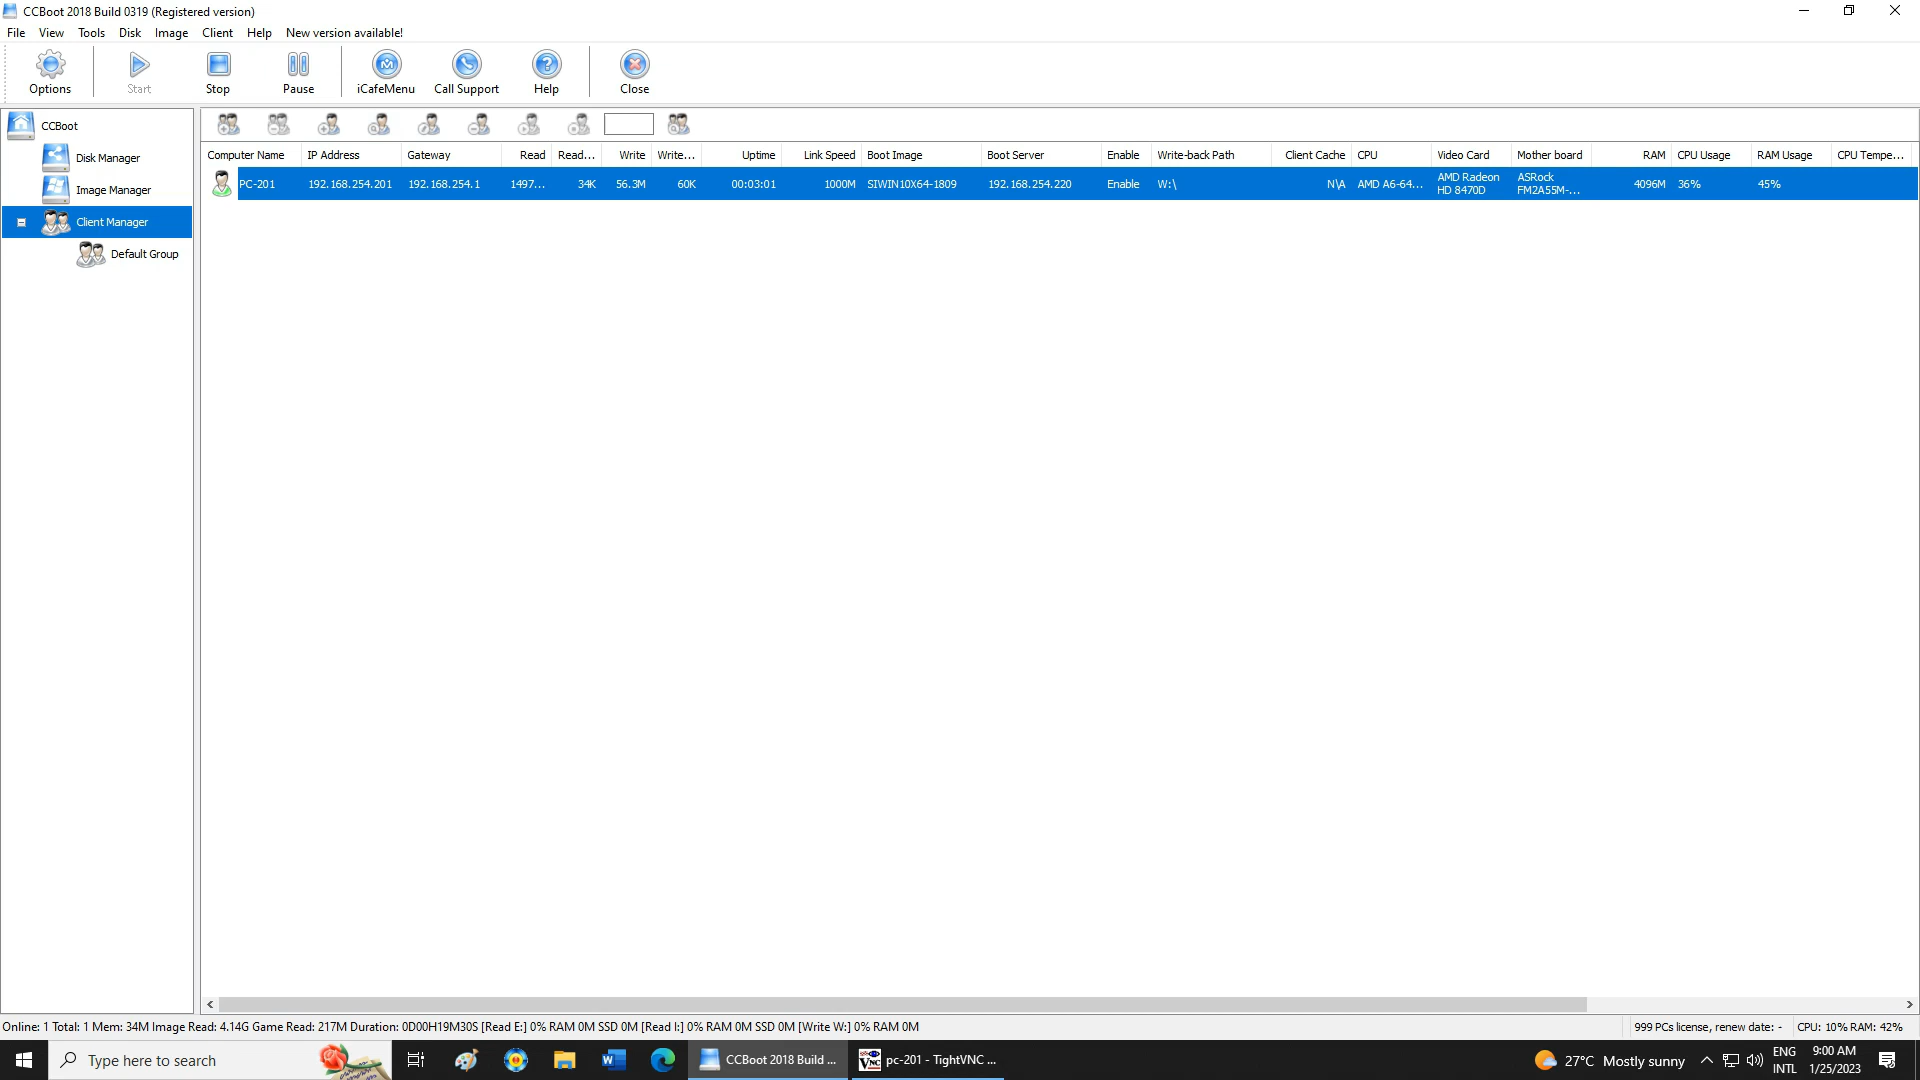 CCBoot 2018 Build 0319 (Registered version)
File View Tools Disk Image Client Help New version available!
Options Start Stop Pause iCafeMenu Call Support Help Close
CCBoot
Disk Manager
Image Manager
Client Manager
Default Group
Computer Name IP Address Gateway Read Read... Write Write... Uptime Link Speed Boot Image Boot Server Enable Write-back Path Client Cache CPU Video Card Mother board RAM CPU Usage RAM Usage CPU Tempe...
PC-201 192.168.254.201 192.168.254.1 1497... 34K 56.3M 60K 00:03:01 1000M SIWIN10X64-1809 192.168.254.220 Enable W:\ N\A AMD A6-64... AMD Radeon HD 8470D ASRock FM2A55M-... 4096M 36% 45%
Online: 1 Total: 1 Mem: 34M Image Read: 4.14G Game Read: 217M Duration: 0D00H19M30S [Read E:] 0% RAM 0M SSD 0M [Read I:] 0% RAM 0M SSD 0M [Write W:] 0% RAM 0M
999 PCs license, renew date: - CPU: 10% RAM: 42%
Type here to search
CCBoot 2018 Build ...
VNC
pc-201 - TightVNC ...
27°C Mostly sunny
ENG
INTL
9:00 AM
1/25/2023